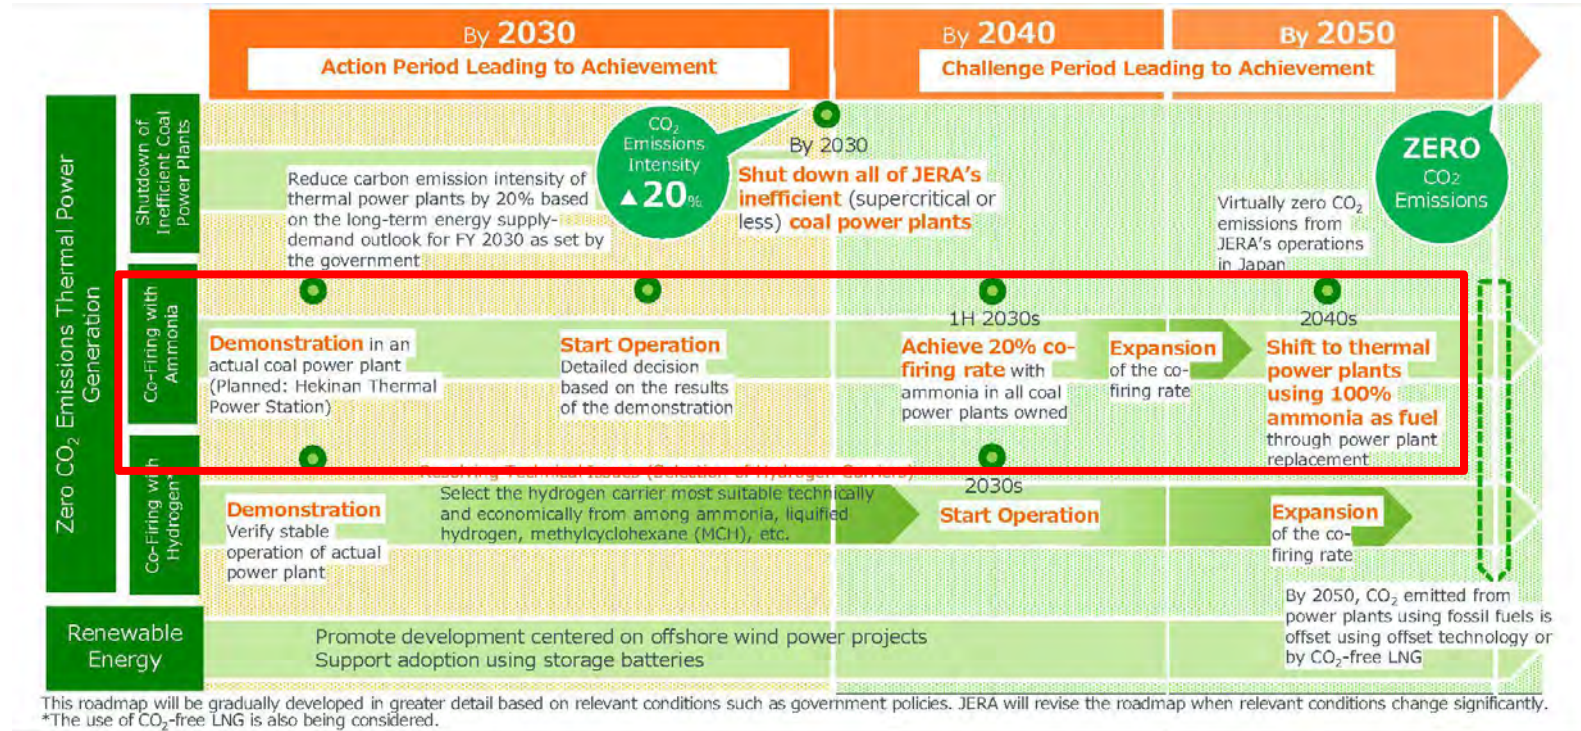 By 2030
Action Period Leading to Achievement
By 2040
By 2050
Challenge Period Leading to Achievement
Zero CO₂ Emissions Thermal Power
Generation
Shutdown of
Inefficient Coal
Power Plants
Reduce carbon emission intensity of
thermal power plants by 20% based
on the long-term energy supply-
demand outlook for FY 2030 as set by
the government
CO₂
Emissions
Intensity
▲20%
By 2030
Shut down all of JERA's
inefficient (supercritical or
less) coal power plants
Virtually zero CO₂
emissions from
JERA's operations
in Japan
ZERO
CO₂
Emissions
Co-Firing with
Ammonia
Demonstration in an
actual coal power plant
(Planned: Hekinan Thermal
Power Station)
Start Operation
Detailed decision
based on the results
of the demonstration
1H 2030s
Achieve 20% co-
firing rate with
ammonia in all coal
power plants owned
Expansion
of the co-
firing rate
2040s
Shift to thermal
power plants
using 100%
ammonia as fuel
through power plant
replacement
Co-Firing with
Hydrogen*
Demonstration
Verify stable
operation of actual
power plant
Resolving Technical Issues (Selection of Hydrogen Carriers)
Select the hydrogen carrier most suitable technically
and economically from among ammonia, liquified
hydrogen, methylcyclohexane (MCH), etc.
2030s
Start Operation
Expansion
of the co-
firing rate
By 2050, CO₂ emitted from
power plants using fossil fuels is
offset using offset technology or
by CO₂-free LNG
Renewable
Energy
Promote development centered on offshore wind power projects
Support adoption using storage batteries
This roadmap will be gradually developed in greater detail based on relevant conditions such as government policies. JERA will revise the roadmap when relevant conditions change significantly.
*The use of CO₂-free LNG is also being considered.